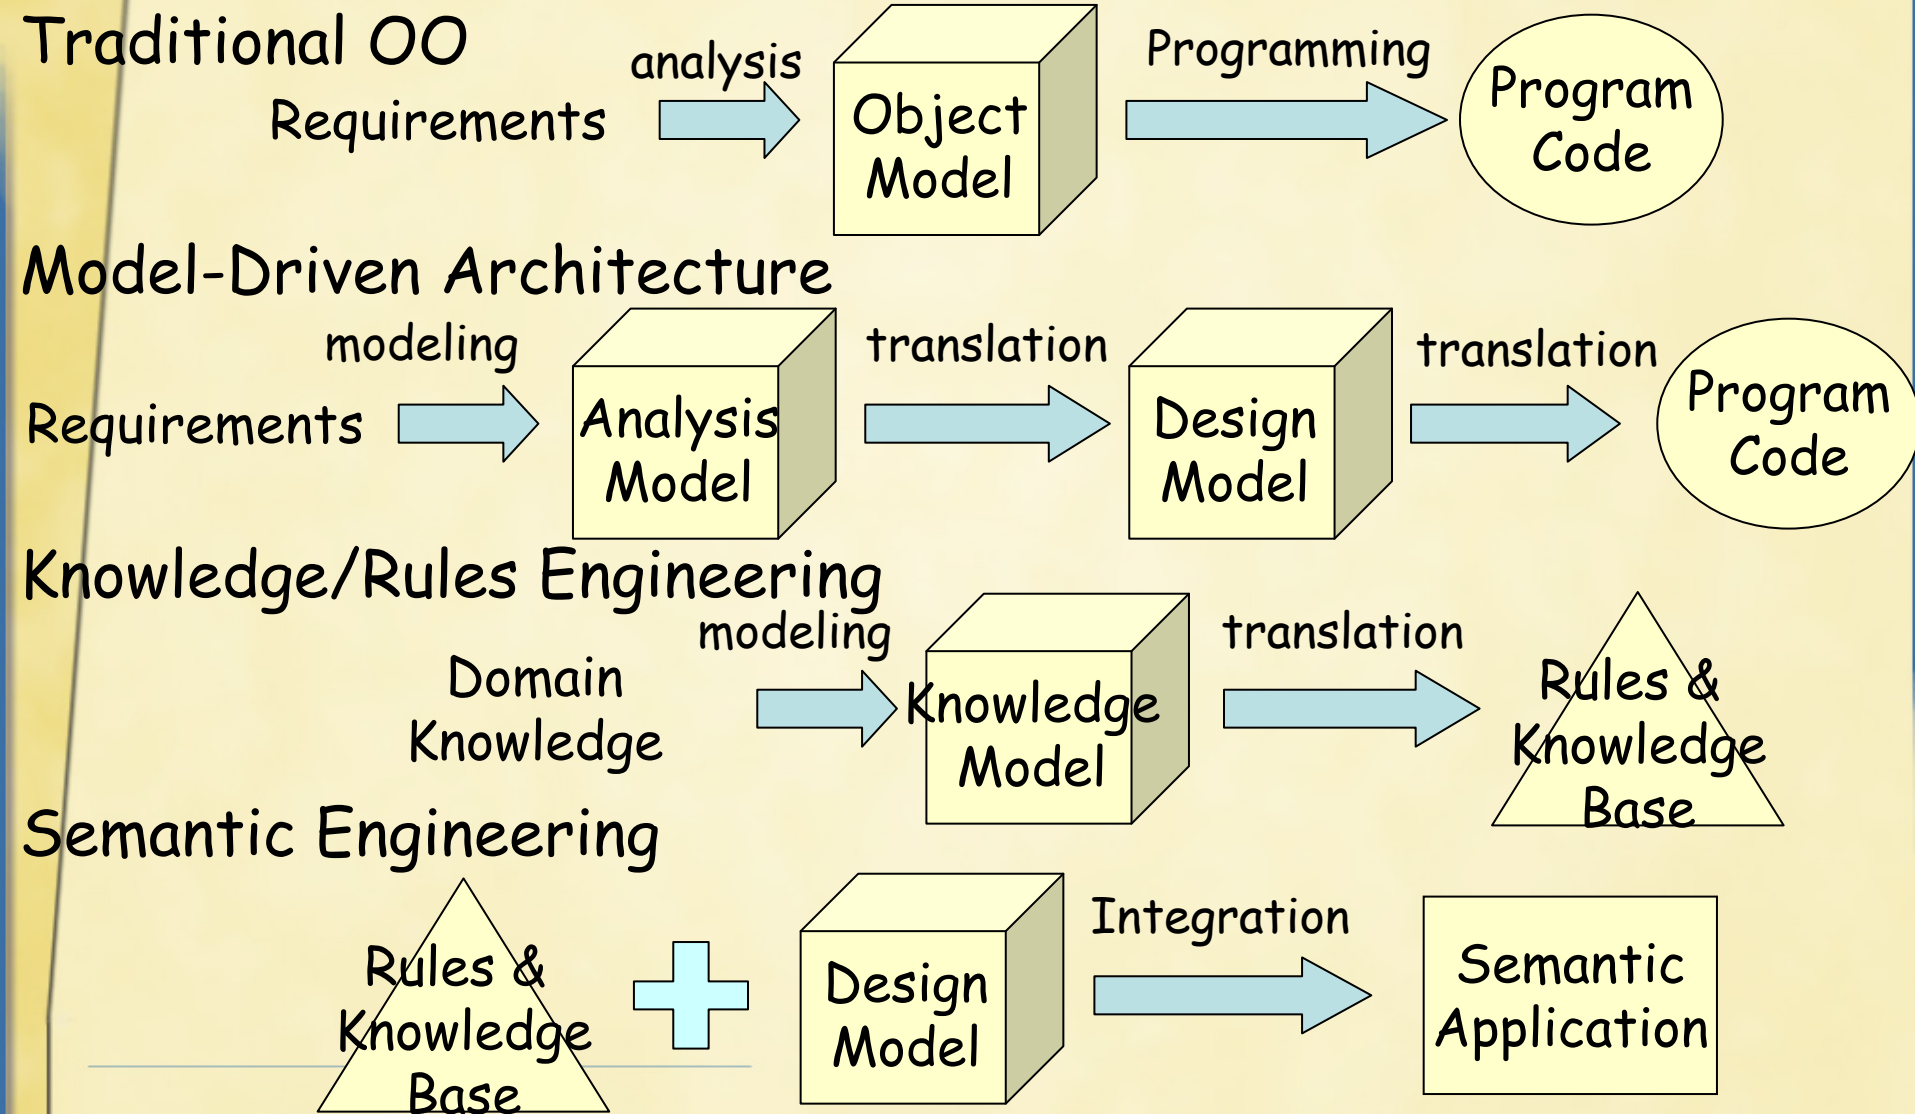 Traditional OO
analysis
Programming
Requirements
Object
Model
Program
Code
Model-Driven Architecture
modeling
translation
translation
Requirements
Analysis
Model
Design
Model
Program
Code
Knowledge/Rules Engineering
modeling
translation
Domain
Knowledge
Knowledge
Model
Rules &
Knowledge
Base
Semantic Engineering
Rules &
Knowledge
Base
Design
Model
Integration
Semantic
Application